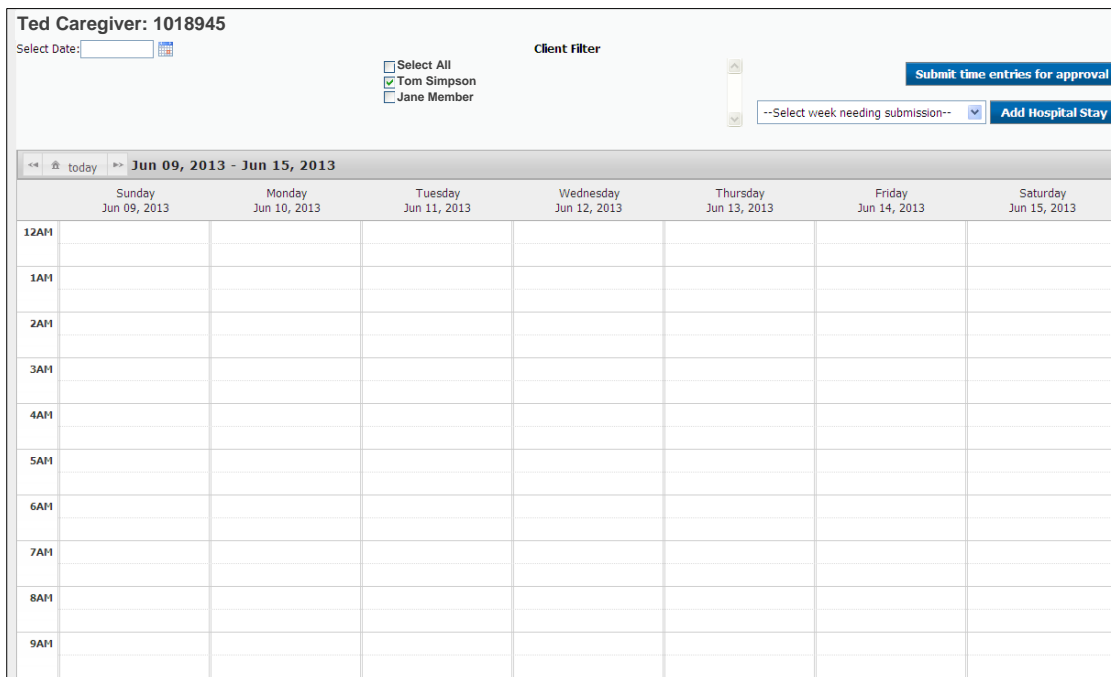 Ted Caregiver: 1018945
Select Date:
Client Filter
Select All
Tom Simpson
Jane Member
Submit time entries for approval
--Select week needing submission--
Add Hospital Stay
today Jun 09, 2013 - Jun 15, 2013
Sunday Monday Tuesday Wednesday Thursday Friday Saturday
Jun 09, 2013 Jun 10, 2013 Jun 11, 2013 Jun 12, 2013 Jun 13, 2013 Jun 14, 2013 Jun 15, 2013
12AM
1AM
2AM
3AM
4AM
5AM
6AM
7AM
8AM
9AM